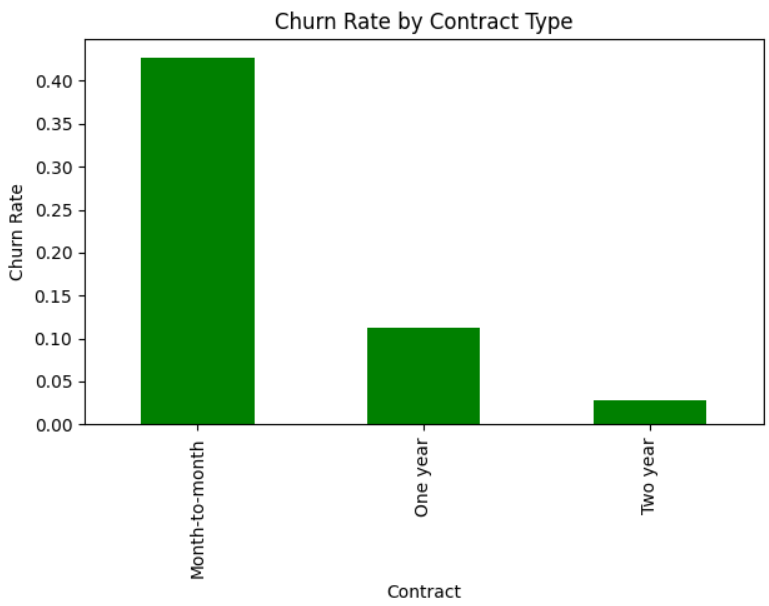 Churn Rate by Contract Type
Churn Rate
0.40
0.35
0.30
0.25
0.20
0.15
0.10
0.05
0.00
Month-to-month
One year
Two year
Contract